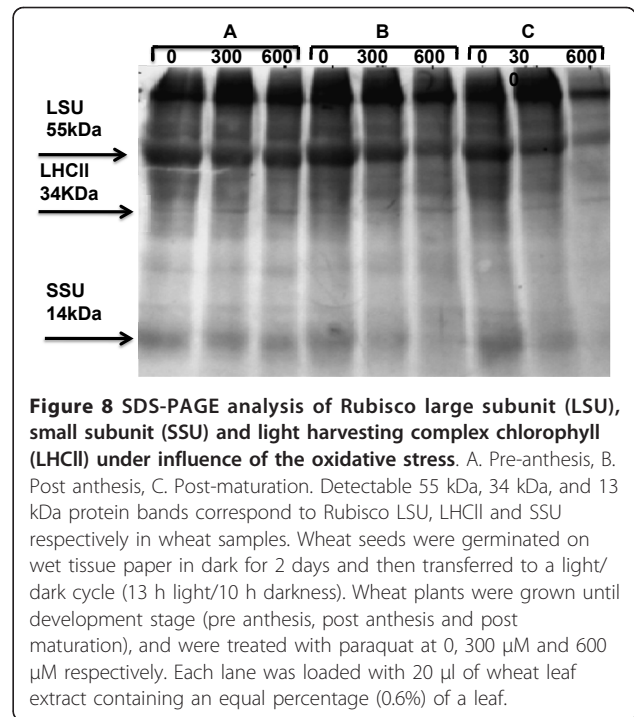 A B C
0 300 600 0 300 600 0 30 600
0
LSU
55kDa
LHCII
34KDa
SSU
14kDa
Figure 8 SDS-PAGE analysis of Rubisco large subunit (LSU),
small subunit (SSU) and light harvesting complex chlorophyll
(LHCII) under influence of the oxidative stress. A. Pre-anthesis, B.
Post anthesis, C. Post-maturation. Detectable 55 kDa, 34 kDa, and 13
kDa protein bands correspond to Rubisco LSU, LHCII and SSU
respectively in wheat samples. Wheat seeds were germinated on
wet tissue paper in dark for 2 days and then transferred to a light/
dark cycle (13 h light/10 h darkness). Wheat plants were grown until
development stage (pre anthesis, post anthesis and post
maturation), and were treated with paraquat at 0, 300 μM and 600
μM respectively. Each lane was loaded with 20 μl of wheat leaf
extract containing an equal percentage (0.6%) of a leaf.